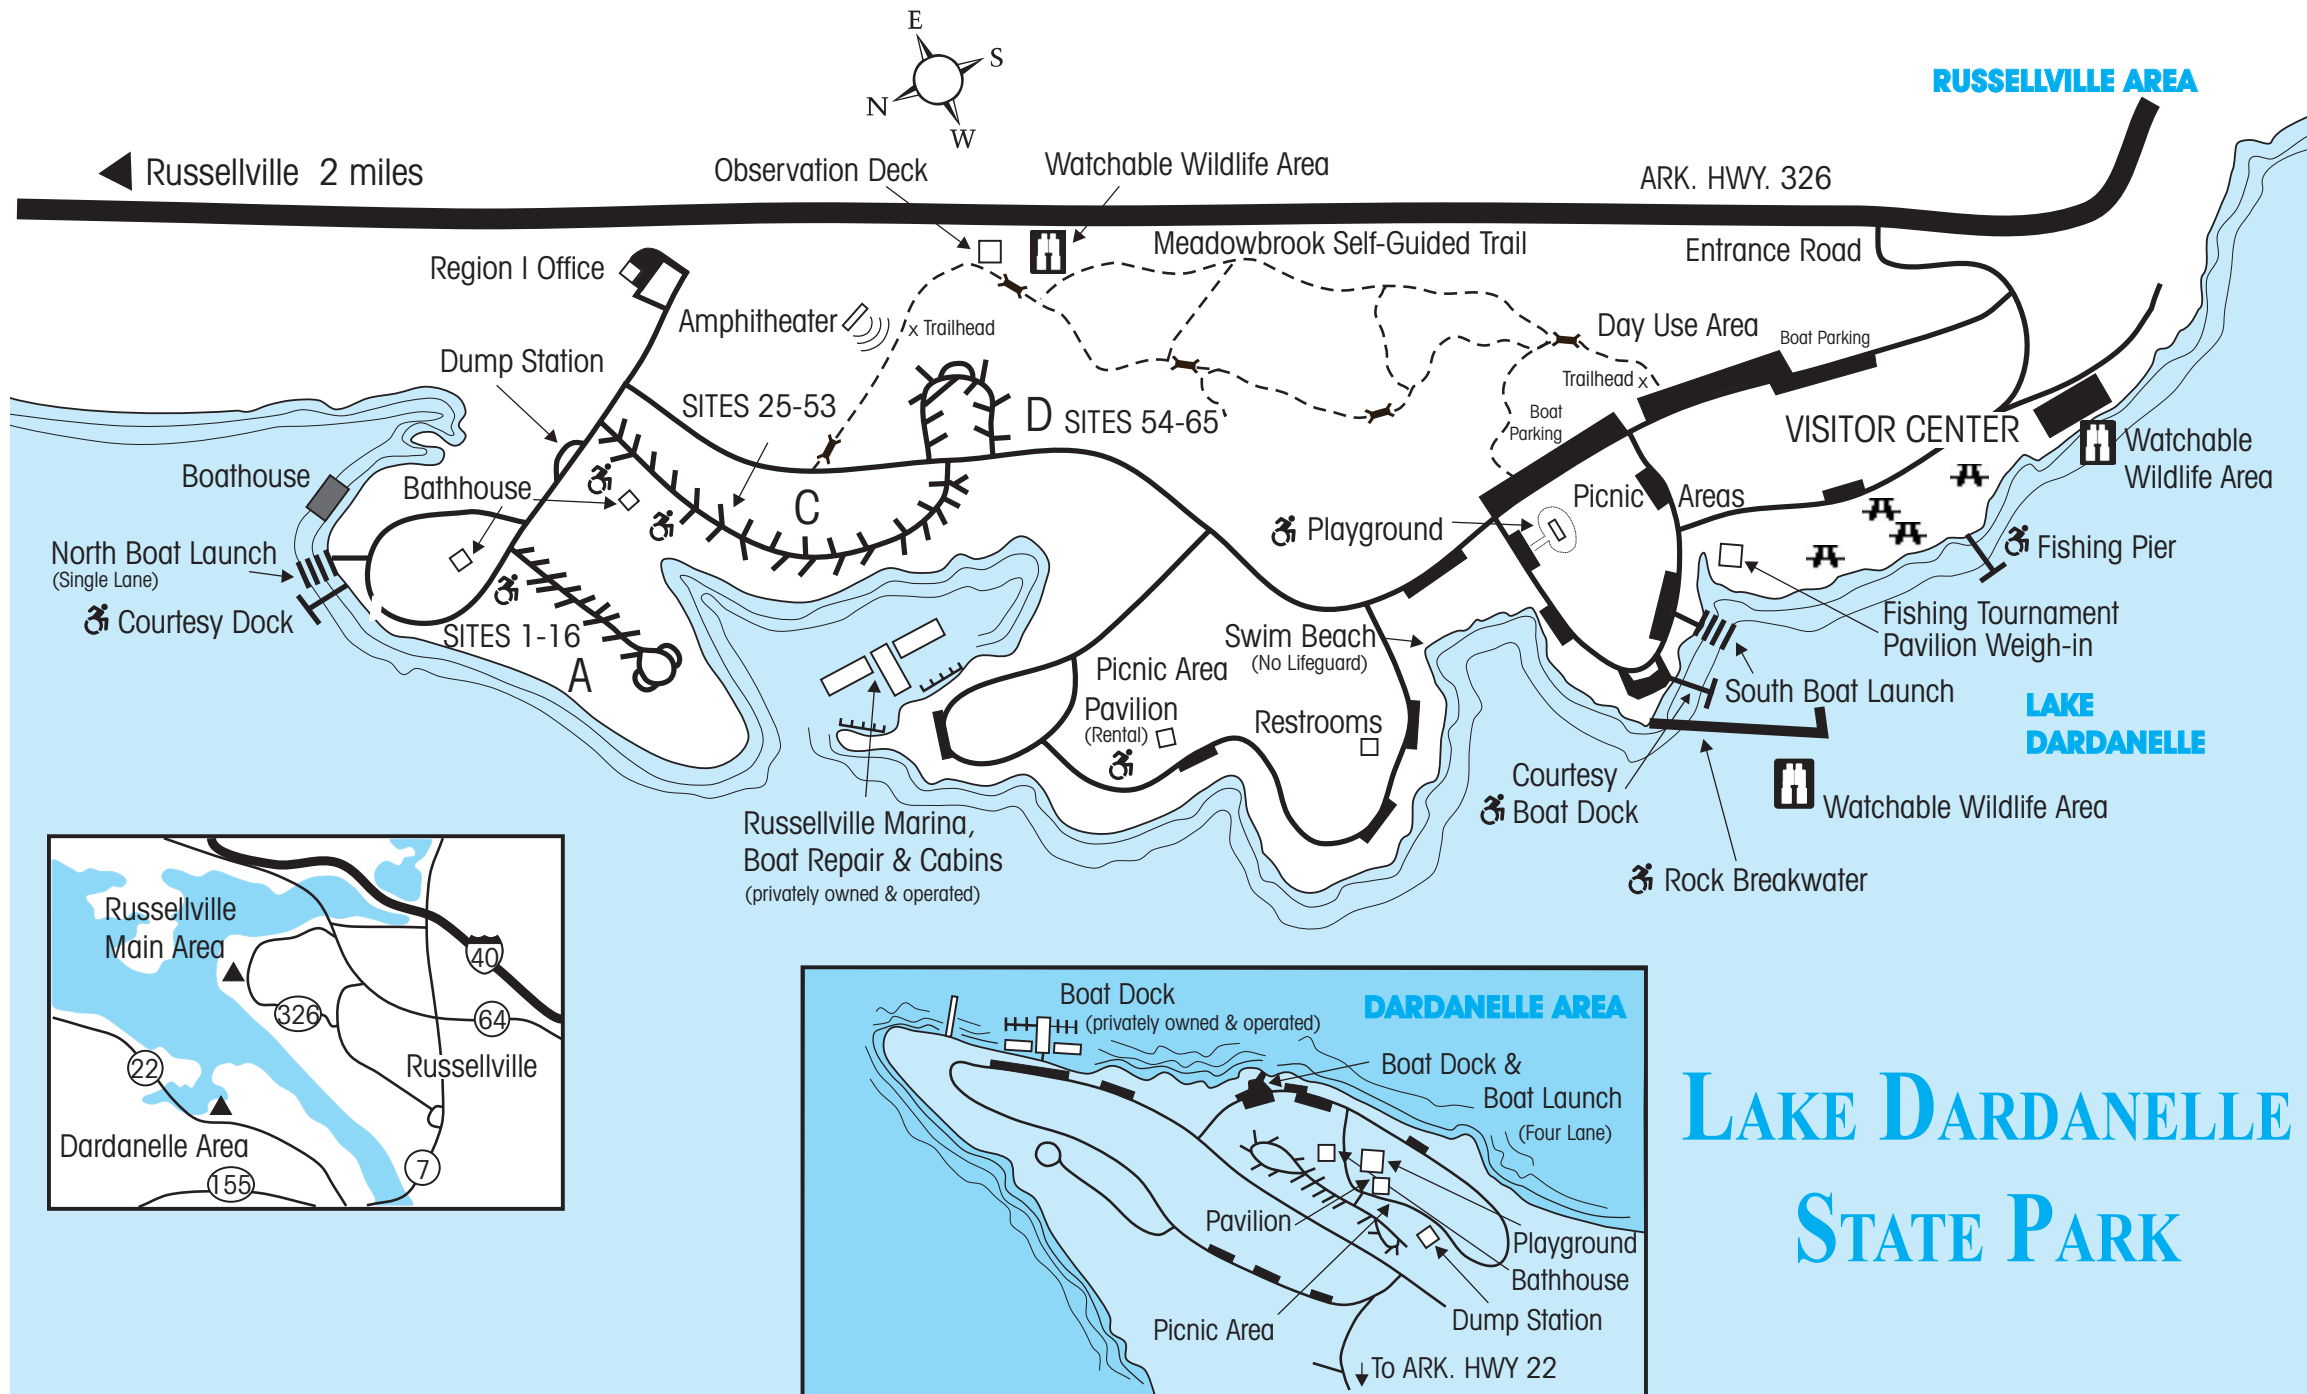 E
S
N
W
RUSSELLVILLE AREA
Russellville 2 miles
Observation Deck
Watchable Wildlife Area
ARK. HWY. 326
Meadowbrook Self-Guided Trail
Entrance Road
Region I Office
Amphitheater
x Trailhead
Day Use Area
Boat Parking
Dump Station
Trailhead x
SITES 25-53
D SITES 54-65
Boat
Parking
VISITOR CENTER
Watchable
Wildlife Area
Boathouse
Bathhouse
C
Picnic Areas
Playground
North Boat Launch
(Single Lane)
Fishing Pier
Courtesy Dock
SITES 1-16
A
Fishing Tournament
Pavilion Weigh-in
Swim Beach
(No Lifeguard)
Picnic Area
Pavilion
(Rental)
Restrooms
South Boat Launch
LAKE
DARDANELLE
Courtesy
Boat Dock
Watchable Wildlife Area
Russellville Marina,
Boat Repair & Cabins
(privately owned & operated)
Rock Breakwater
Russellville
Main Area
40
326
64
22
Russellville
Dardanelle Area
7
155
Boat Dock
(privately owned & operated)
DARDANELLE AREA
Boat Dock &
Boat Launch
(Four Lane)
Pavilion
Playground
Bathhouse
Picnic Area
Dump Station
To ARK. HWY 22
LAKE DARDANELLE
STATE PARK